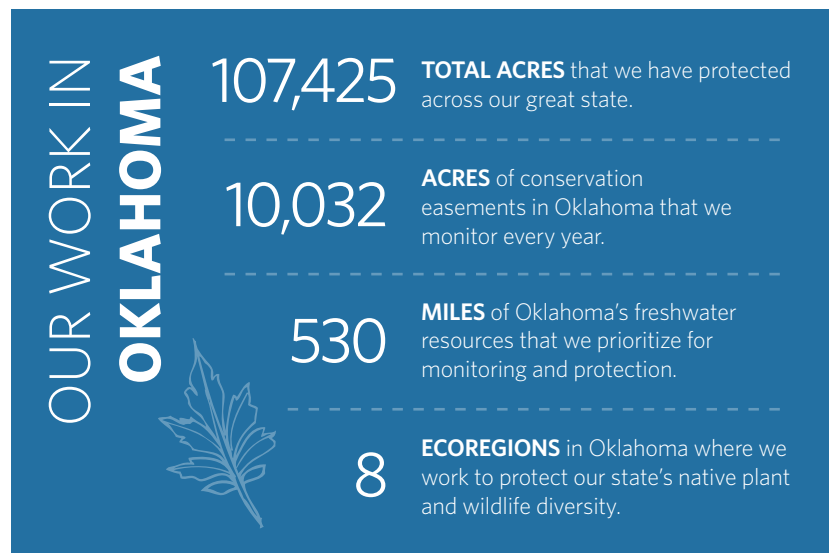 OUR WORK IN
OKLAHOMA
107,425
TOTAL ACRES that we have protected
across our great state.
10,032
ACRES of conservation
easements in Oklahoma that we
monitor every year.
530
MILES of Oklahoma’s freshwater
resources that we prioritize for
monitoring and protection.
8
ECOREGIONS in Oklahoma where we
work to protect our state’s native plant
and wildlife diversity.